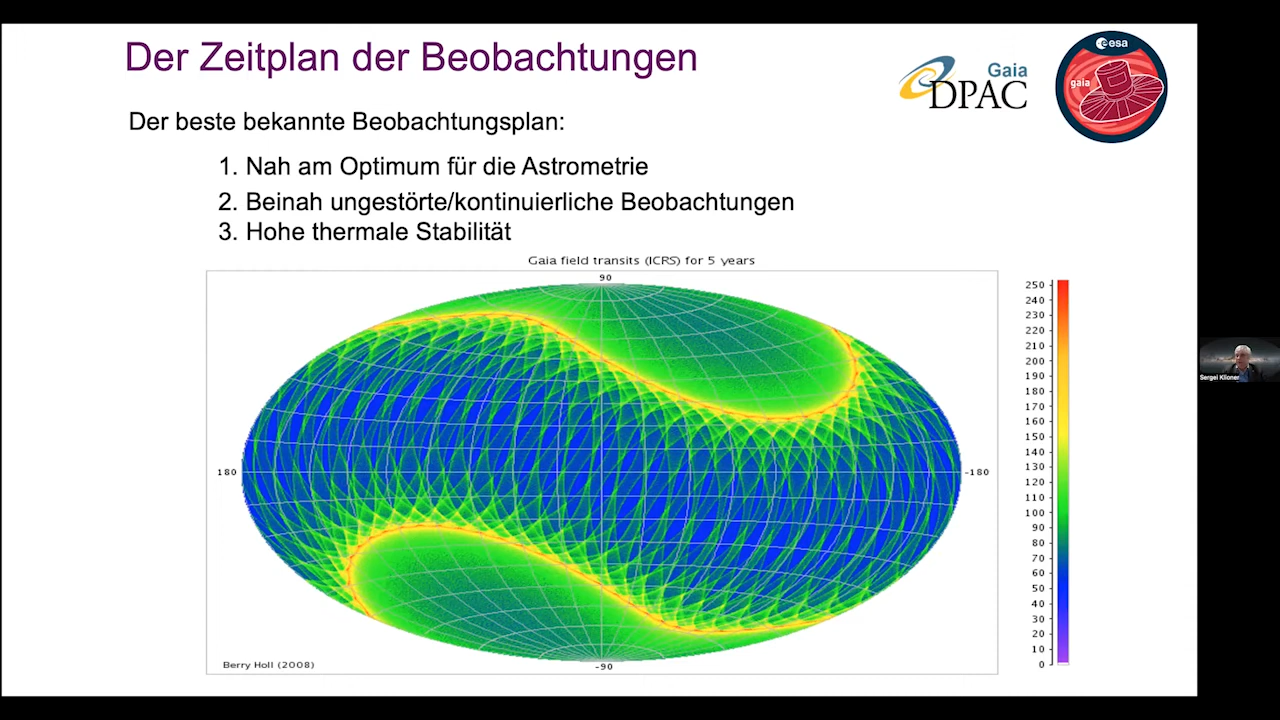 Der Zeitplan der Beobachtungen
Gaia
DPAC
esa
gaia
Der beste bekannte Beobachtungsplan:
1. Nah am Optimum für die Astrometrie
2. Beinah ungestörte/kontinuierliche Beobachtungen
3. Hohe thermale Stabilität
Gaia field transits (ICRS) for 5 years
90
180
-180
-90
Berry Holl (2008)
250
240
230
220
210
200
190
180
170
160
150
140
130
120
110
100
90
80
70
60
50
40
30
20
10
0
Sergei Klioner